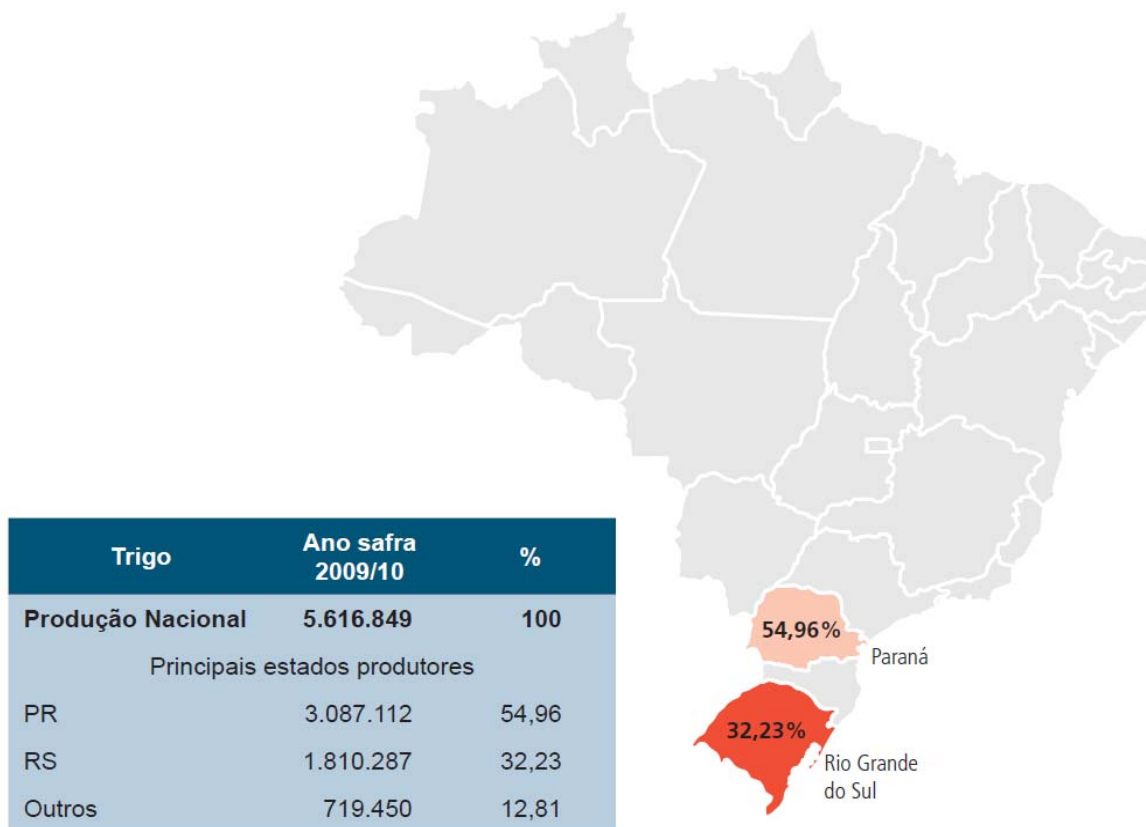 Trigo Ano safra 2009/10 %
Produção Nacional 5.616.849 100
Principais estados produtores
PR 3.087.112 54,96
RS 1.810.287 32,23
Outros 719.450 12,81
54,96%
Paraná
32,23%
Rio Grande
do Sul